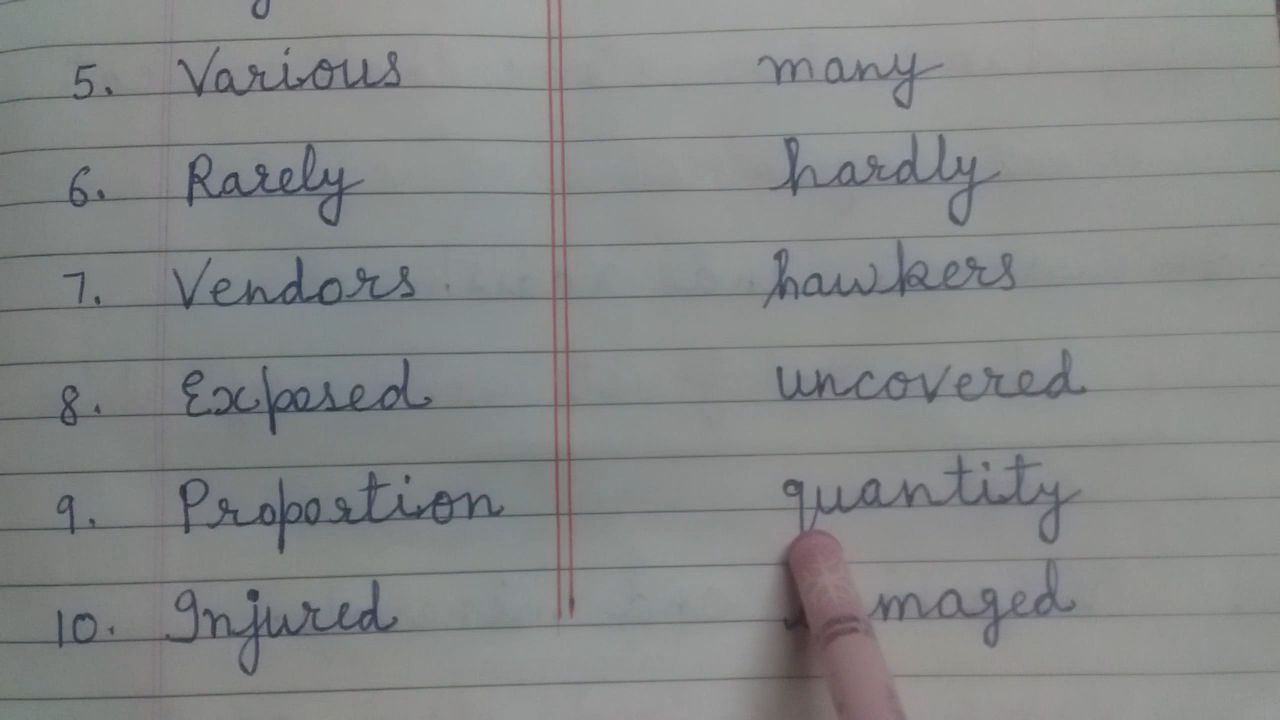 5. Various many
6. Rarely hardly
7. Vendors hawkers
8. Exposed uncovered
9. Proportion quantity
10. Injured